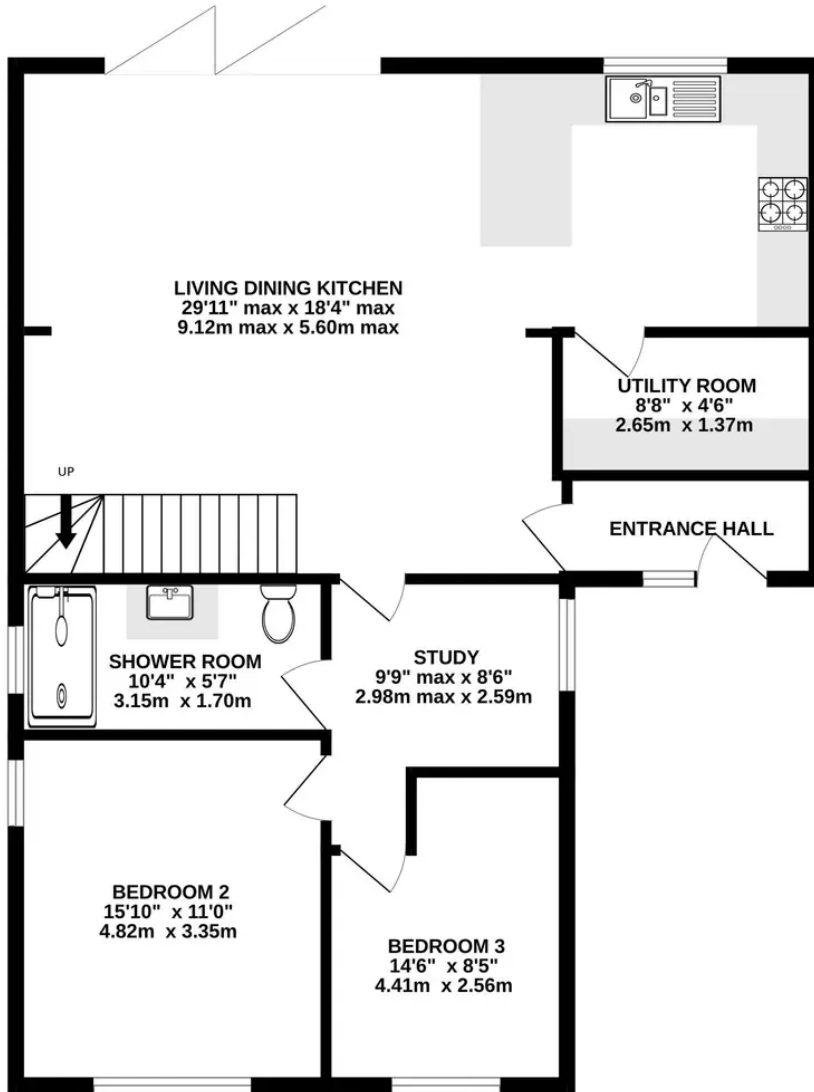 LIVING DINING KITCHEN
29'11" max x 18'4" max
9.12m max x 5.60m max
UTILITY ROOM
8'8" x 4'6"
2.65m x 1.37m
UP
ENTRANCE HALL
SHOWER ROOM
10'4" x 5'7"
3.15m x 1.70m
STUDY
9'9" max x 8'6"
2.98m max x 2.59m
BEDROOM 2
15'10" x 11'0"
4.82m x 3.35m
BEDROOM 3
14'6" x 8'5"
4.41m x 2.56m